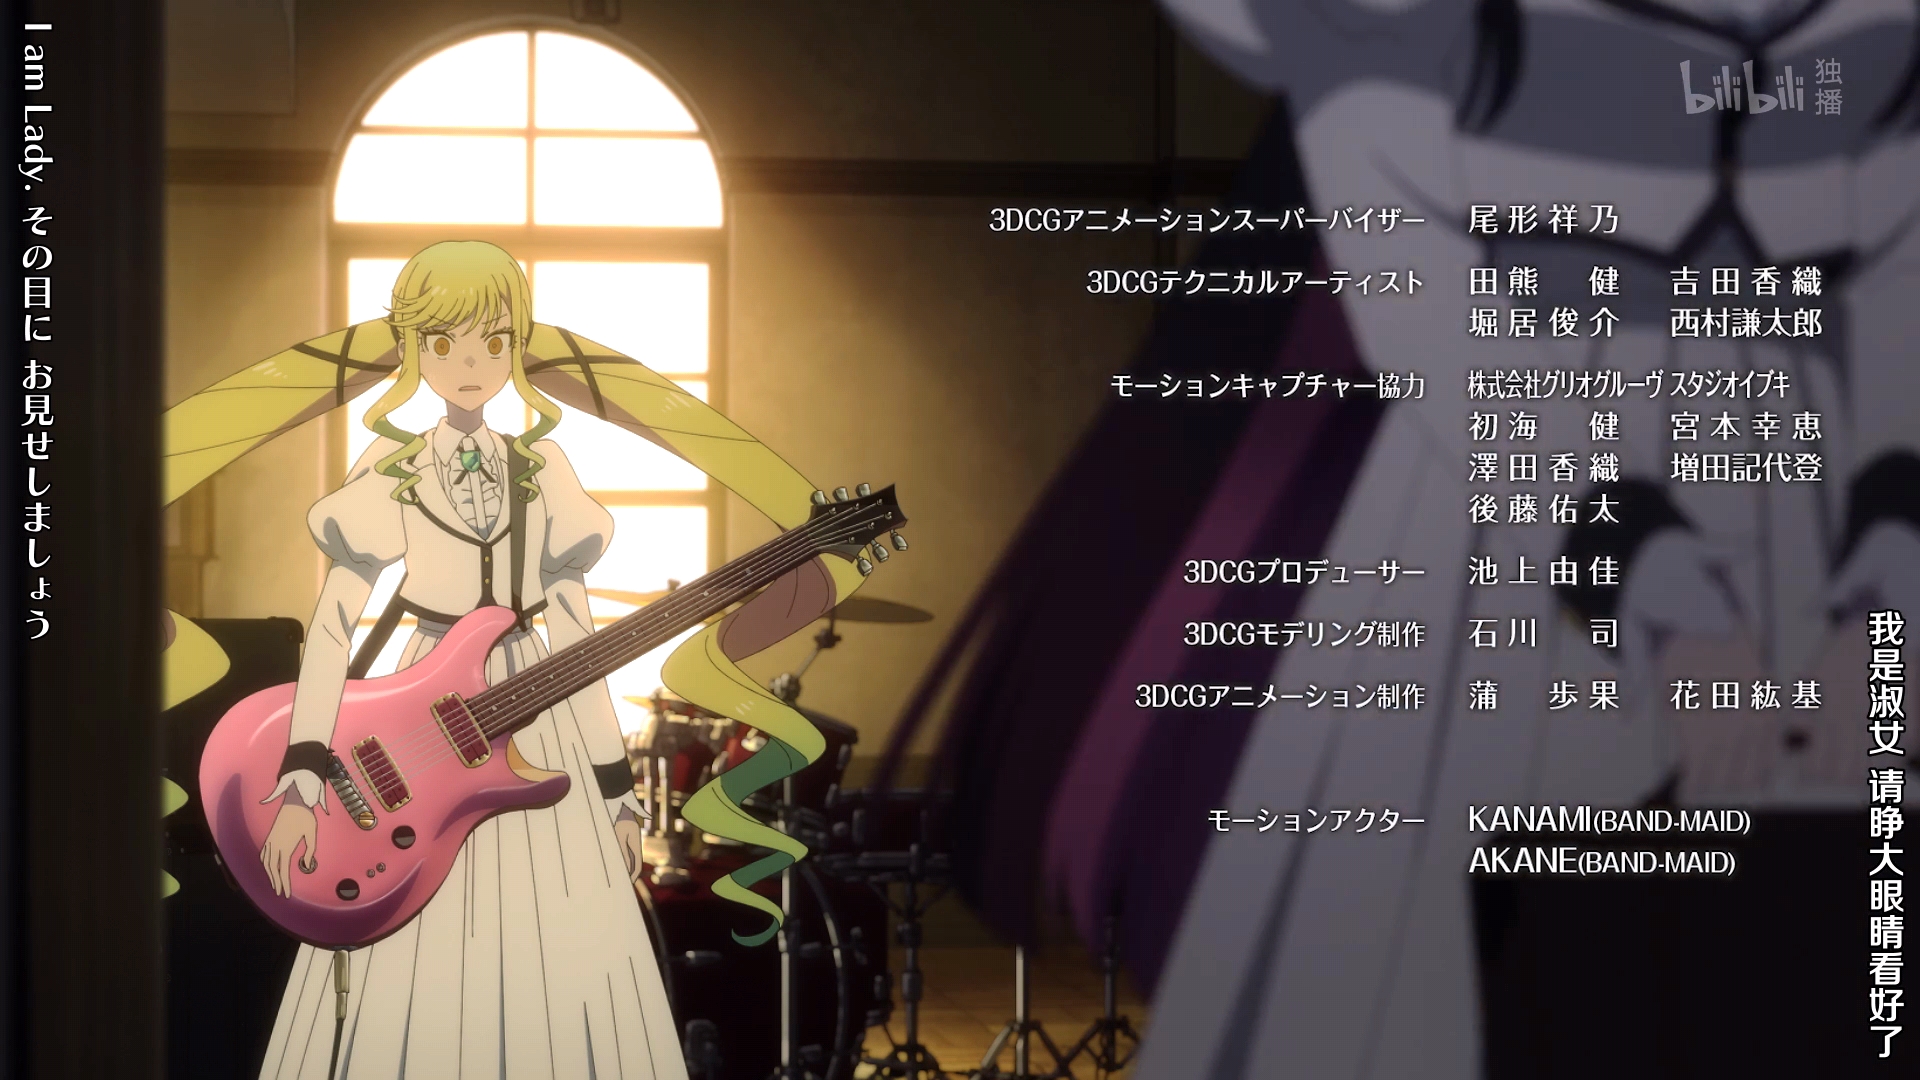 I am Lady. その目に お見せしましょう
bilibili 独播
3DCGアニメーションスーパーバイザー 尾形祥乃
3DCGテクニカルアーティスト 田熊 健 吉田香織
堀居俊介 西村謙太郎
モーションキャプチャー協力 株式会社グリオグルーヴ スタジオイブキ
初海 健 宮本幸恵
澤田香織 増田記代登
後藤佑太
3DCGプロデューサー 池上由佳
3DCGモデリング制作 石川 司
3DCGアニメーション制作 蒲 歩果 花田紘基
モーションアクター KANAMI(BAND-MAID)
AKANE(BAND-MAID)
我是淑女 请睁大眼睛看好了